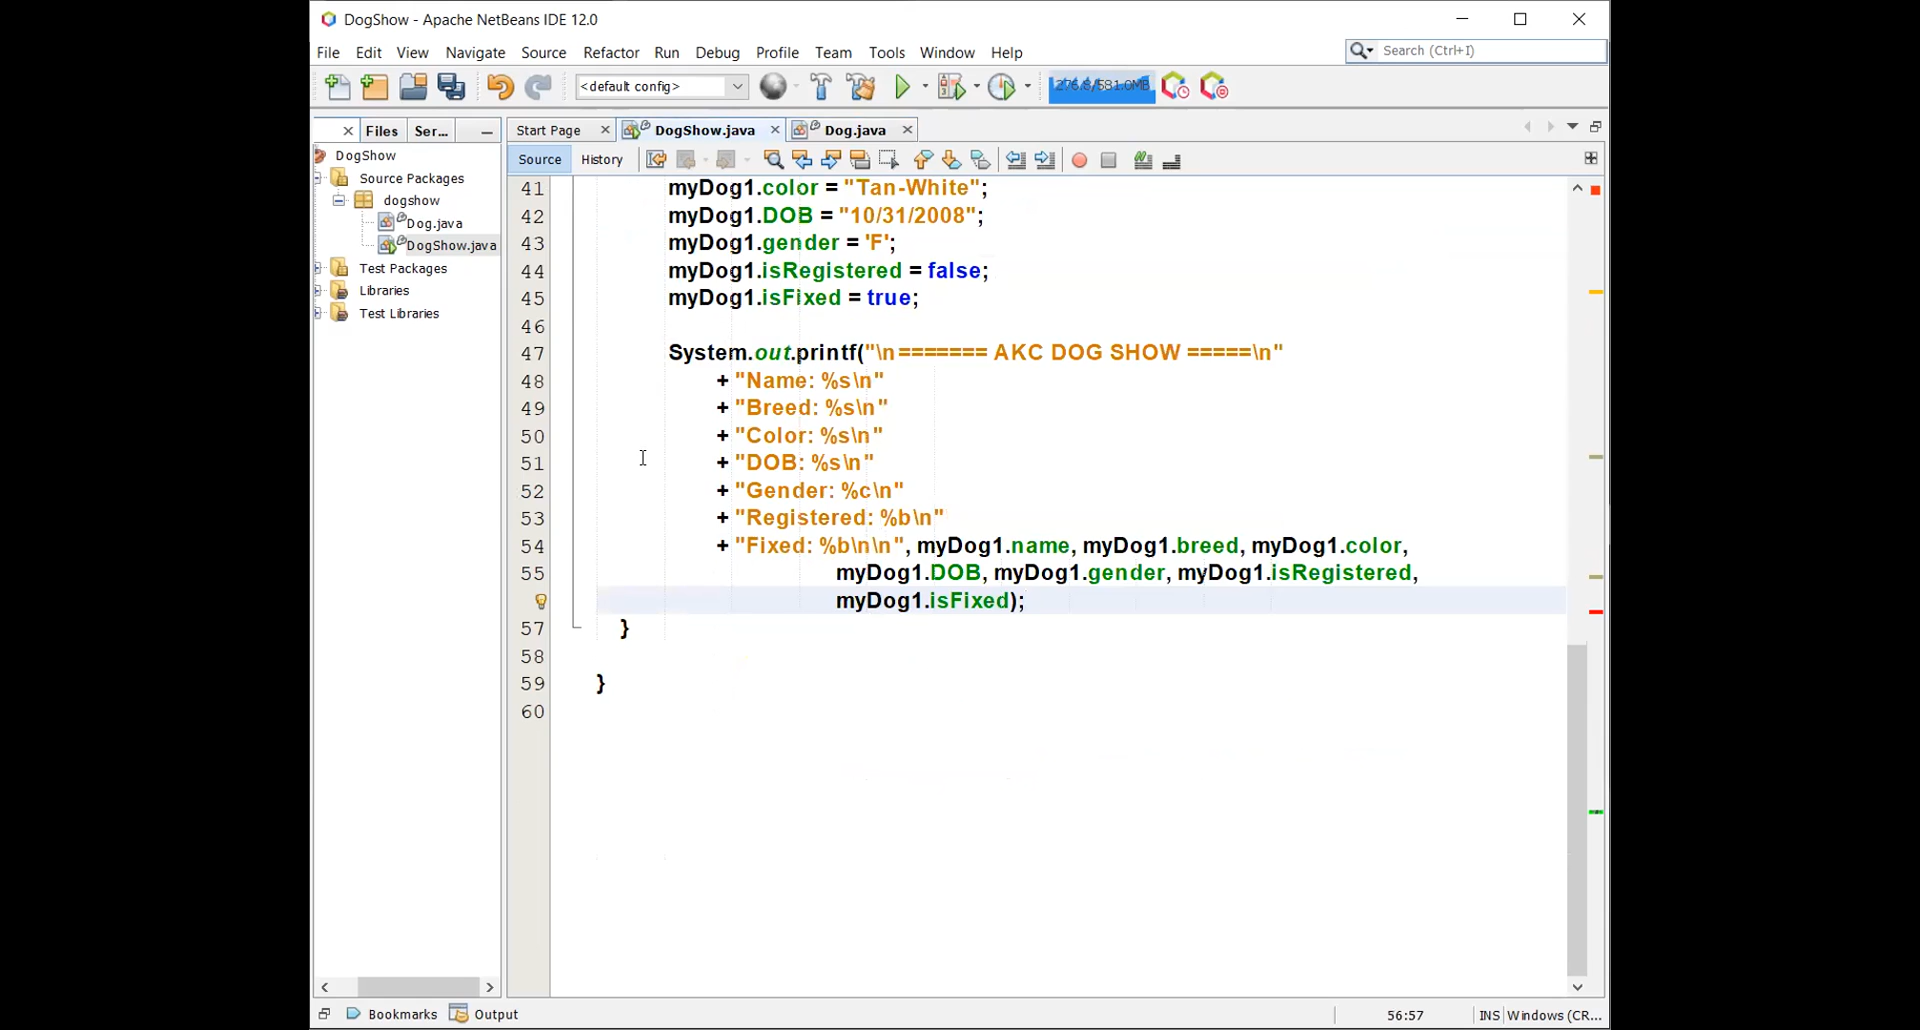 DogShow - Apache NetBeans IDE 12.0
File Edit View Navigate Source Refactor Run Debug Profile Team Tools Window Help
Search (Ctrl+I)
<default config>
276.8/581.0MB
Files Ser...
Start Page DogShow.java Dog.java
Source History
DogShow
Source Packages
dogshow
Dog.java
DogShow.java
Test Packages
Libraries
Test Libraries
41 myDog1.color = "Tan-White";
42 myDog1.DOB = "10/31/2008";
43 myDog1.gender = 'F';
44 myDog1.isRegistered = false;
45 myDog1.isFixed = true;
46
47 System.out.printf("\n======= AKC DOG SHOW =====\n"
48 + "Name: %s\n"
49 + "Breed: %s\n"
50 + "Color: %s\n"
51 + "DOB: %s\n"
52 + "Gender: %c\n"
53 + "Registered: %b\n"
54 + "Fixed: %b\n\n", myDog1.name, myDog1.breed, myDog1.color,
55 myDog1.DOB, myDog1.gender, myDog1.isRegistered,
myDog1.isFixed);
57 }
58
59 }
60
Bookmarks Output
56:57 INS Windows (CR...